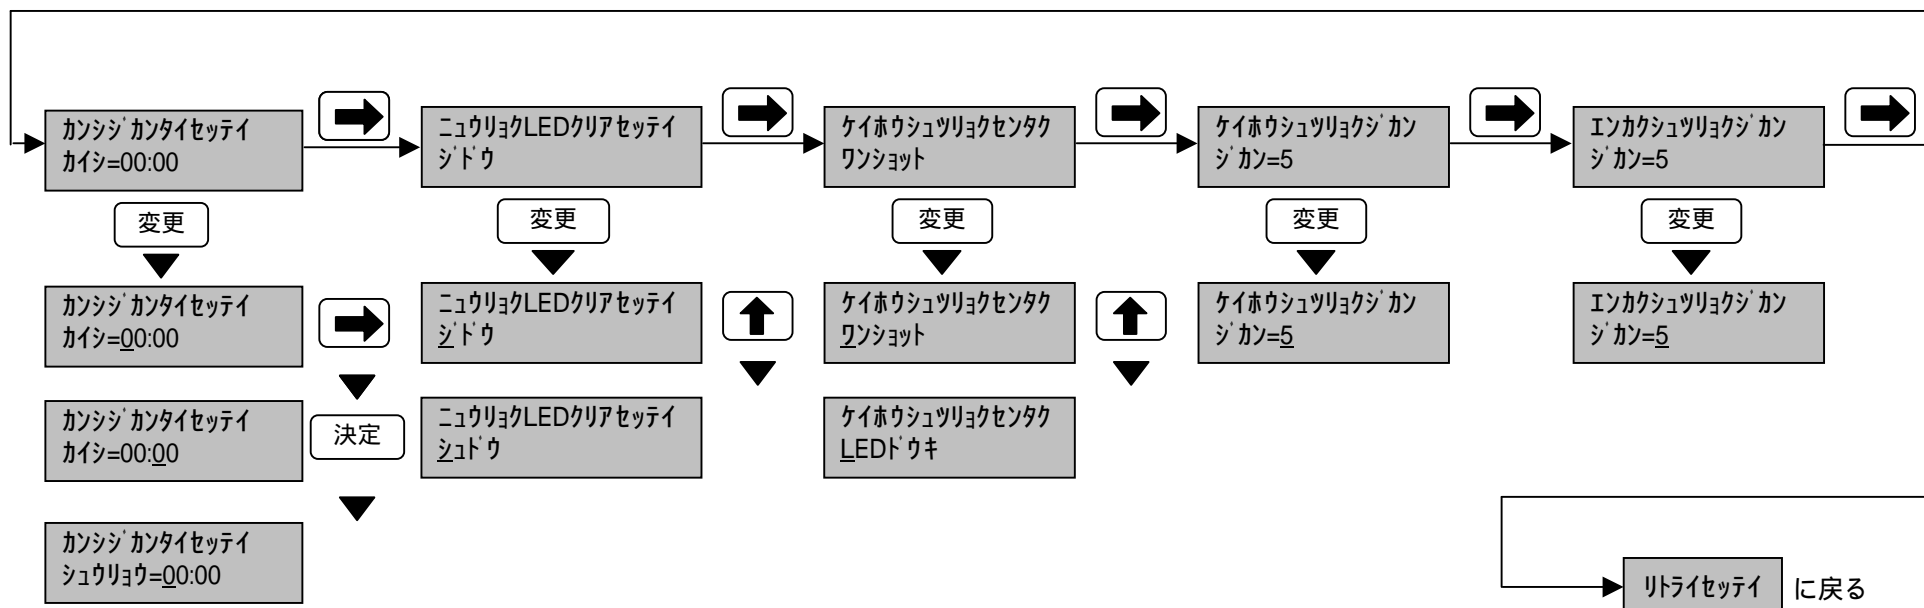 ｶﾝｼｼﾞｶﾝﾀｲｾｯﾃｲ
ｶｲｼ=00:00
ﾆｭｳﾘｮｸLEDｸﾘｱｾｯﾃｲ
ｼﾞﾄﾞｳ
ｹｲﾎｳｼｭﾂﾘｮｸｾﾝﾀｸ
ﾜﾝｼｮｯﾄ
ｹｲﾎｳｼｭﾂﾘｮｸｼﾞｶﾝ
ｼﾞｶﾝ=5
ｴﾝｶｸｼｭﾂﾘｮｸｼﾞｶﾝ
ｼﾞｶﾝ=5
変更
変更
変更
変更
変更
ｶﾝｼｼﾞｶﾝﾀｲｾｯﾃｲ
ｶｲｼ=00:00
ﾆｭｳﾘｮｸLEDｸﾘｱｾｯﾃｲ
ｼﾞﾄﾞｳ
ｹｲﾎｳｼｭﾂﾘｮｸｾﾝﾀｸ
ﾜﾝｼｮｯﾄ
ｹｲﾎｳｼｭﾂﾘｮｸｼﾞｶﾝ
ｼﾞｶﾝ=5
ｴﾝｶｸｼｭﾂﾘｮｸｼﾞｶﾝ
ｼﾞｶﾝ=5
ｶﾝｼｼﾞｶﾝﾀｲｾｯﾃｲ
ｶｲｼ=00:00
決定
ﾆｭｳﾘｮｸLEDｸﾘｱｾｯﾃｲ
ｼｭﾄﾞｳ
ｹｲﾎｳｼｭﾂﾘｮｸｾﾝﾀｸ
LEDﾄﾞｳｷ
ｶﾝｼｼﾞｶﾝﾀｲｾｯﾃｲ
ｼｭｳﾘｮｳ=00:00
ﾘﾄﾗｲｾｯﾃｲ に戻る